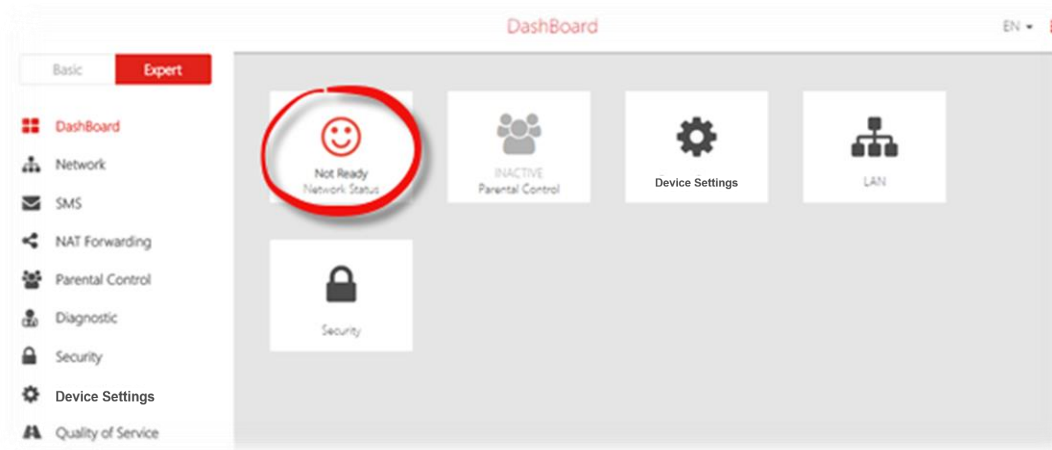 DashBoard
EN
Basic
Expert
DashBoard
Network
SMS
NAT Forwarding
Parental Control
Diagnostic
Security
Device Settings
Quality of Service
Not Ready
Network Status
INACTIVE
Parental Control
Device Settings
LAN
Security